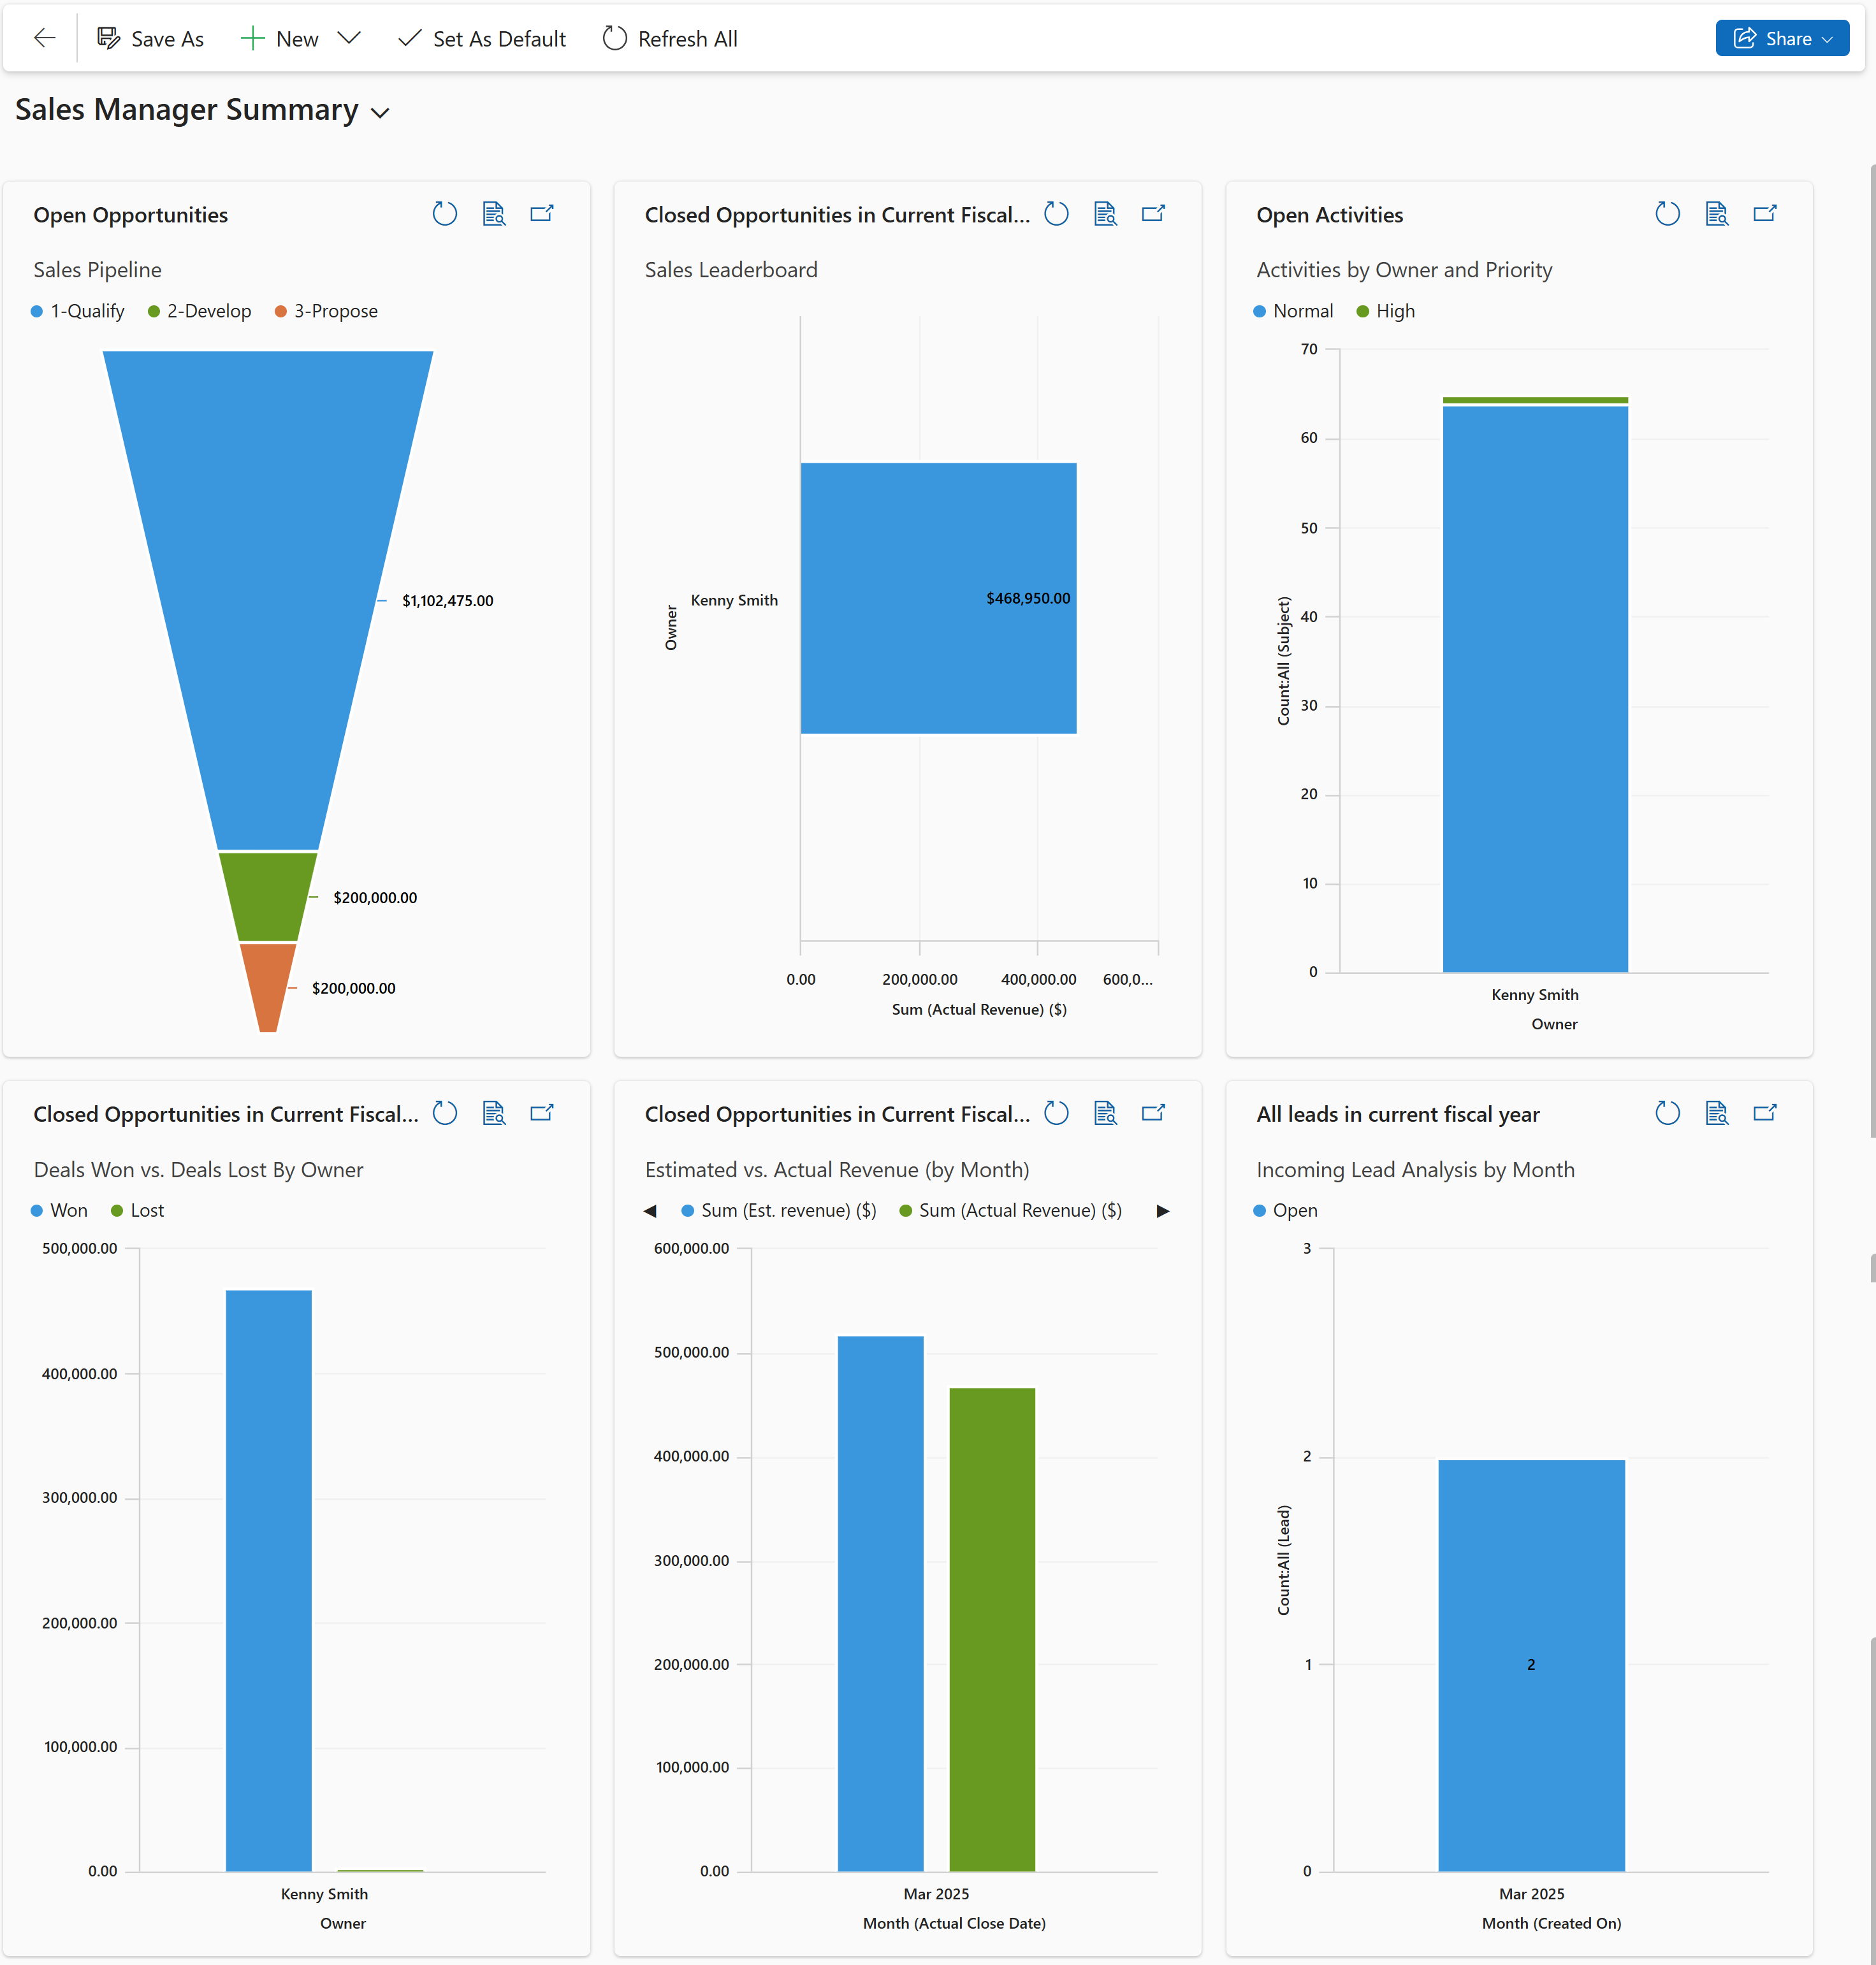 Save As
New
Set As Default
Refresh All
Share
Sales Manager Summary
Open Opportunities
Sales Pipeline
1-Qualify 2-Develop 3-Propose
$1,102,475.00
$200,000.00
$200,000.00
Closed Opportunities in Current Fiscal...
Sales Leaderboard
Owner
Kenny Smith
$468,950.00
0.00 200,000.00 400,000.00 600,0...
Sum (Actual Revenue) ($)
Open Activities
Activities by Owner and Priority
Normal High
70
60
50
40
30
20
10
0
Count:All (Subject)
Kenny Smith
Owner
Closed Opportunities in Current Fiscal...
Deals Won vs. Deals Lost By Owner
Won Lost
500,000.00
400,000.00
300,000.00
200,000.00
100,000.00
0.00
Kenny Smith
Owner
Closed Opportunities in Current Fiscal...
Estimated vs. Actual Revenue (by Month)
Sum (Est. revenue) ($) Sum (Actual Revenue) ($)
600,000.00
500,000.00
400,000.00
300,000.00
200,000.00
100,000.00
0.00
Mar 2025
Month (Actual Close Date)
All leads in current fiscal year
Incoming Lead Analysis by Month
Open
3
2
1
0
Count:All (Lead)
2
Mar 2025
Month (Created On)